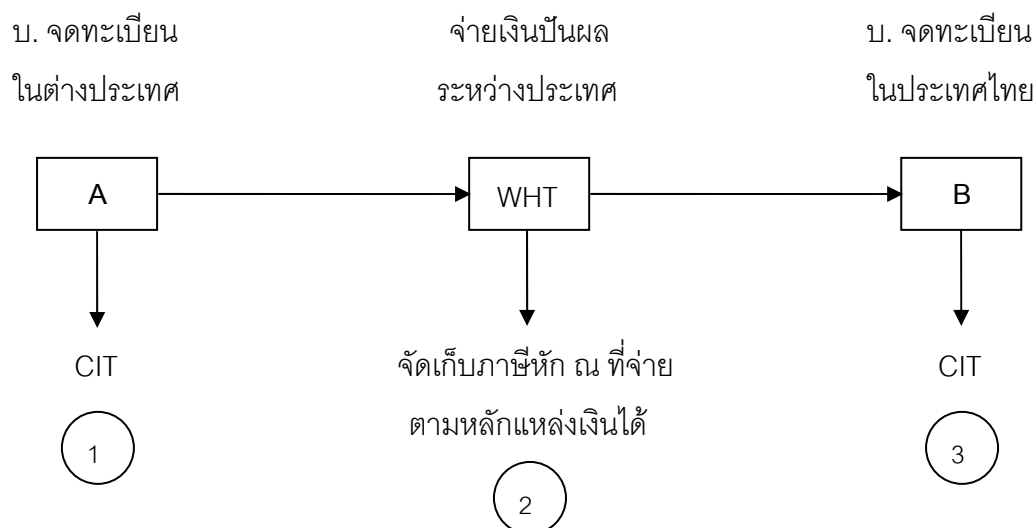 บ. จดทะเบียน
ในต่างประเทศ
จ่ายเงินปันผล
ระหว่างประเทศ
บ. จดทะเบียน
ในประเทศไทย
A
WHT
B
CIT
จัดเก็บภาษีหัก ณ ที่จ่าย
ตามหลักแหล่งเงินได้
CIT
1
2
3